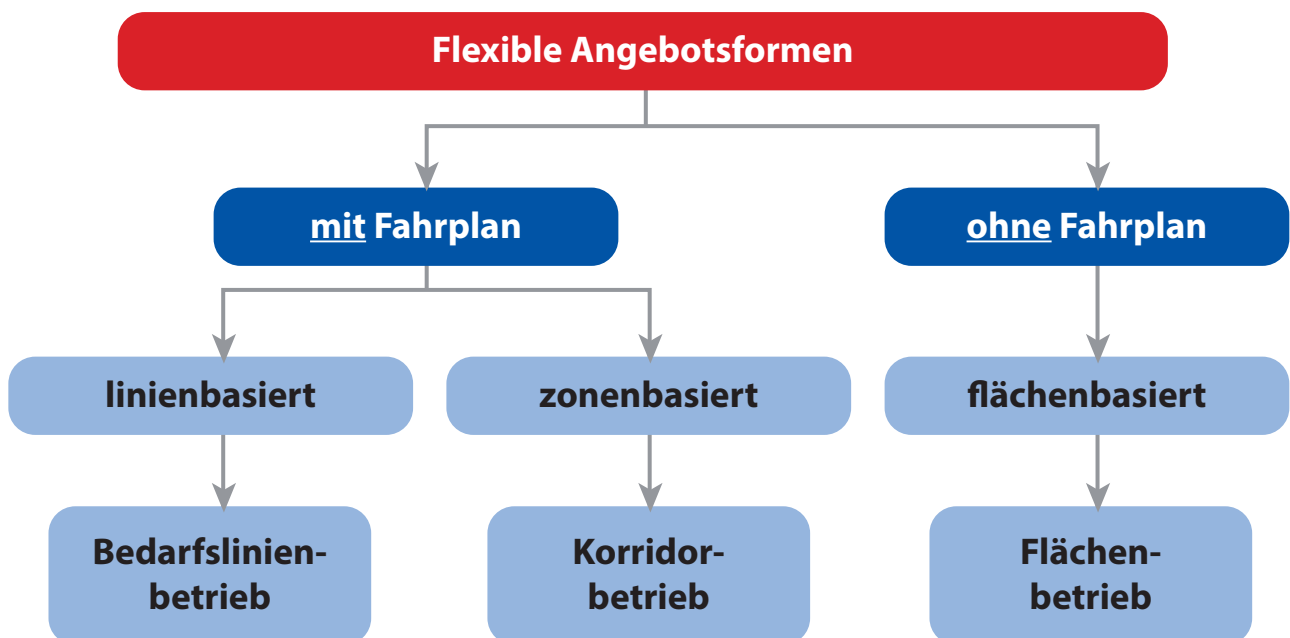 Flexible Angebotsformen
mit Fahrplan
ohne Fahrplan
linienbasiert
zonenbasiert
flächenbasiert
Bedarfslinien-
betrieb
Korridor-
betrieb
Flächen-
betrieb